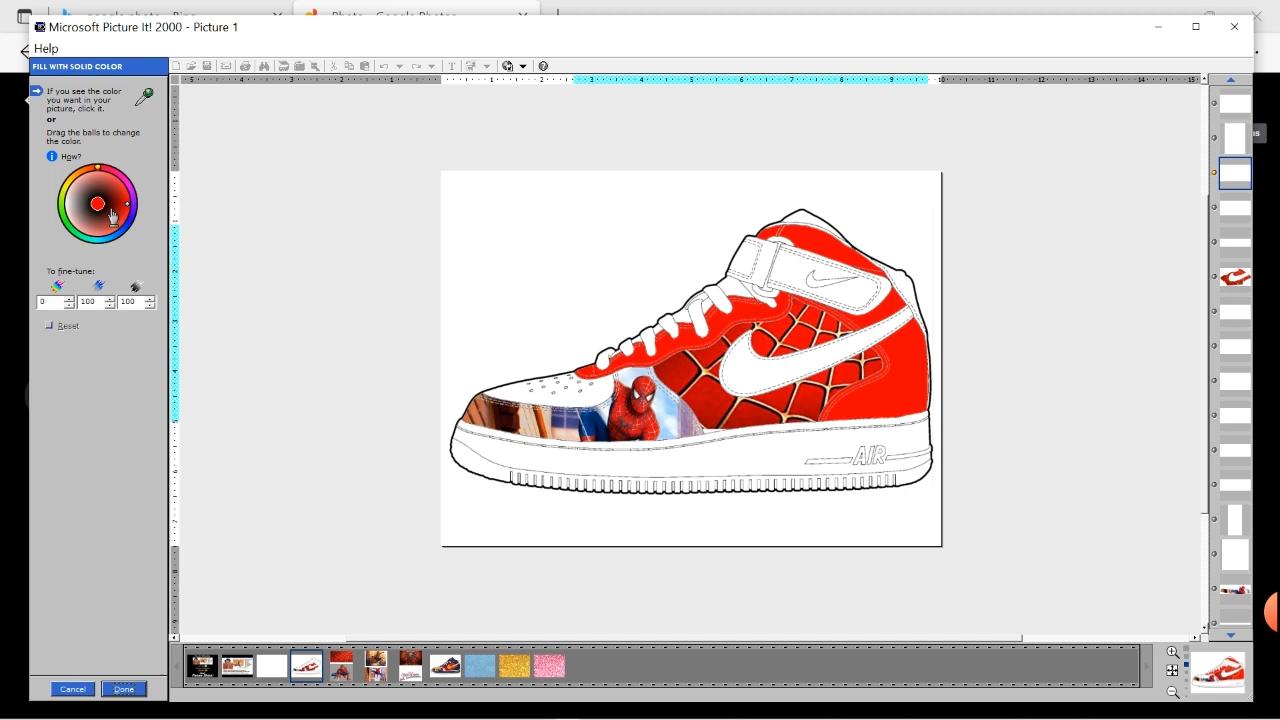 Microsoft Picture It! 2000 - Picture 1
Help
FILL WITH SOLID COLOR
If you see the color
you want in your
picture, click it.
or
Drag the balls to change
the color.
How?
To fine-tune:
0 100 100
Reset
AIR
Cancel Done